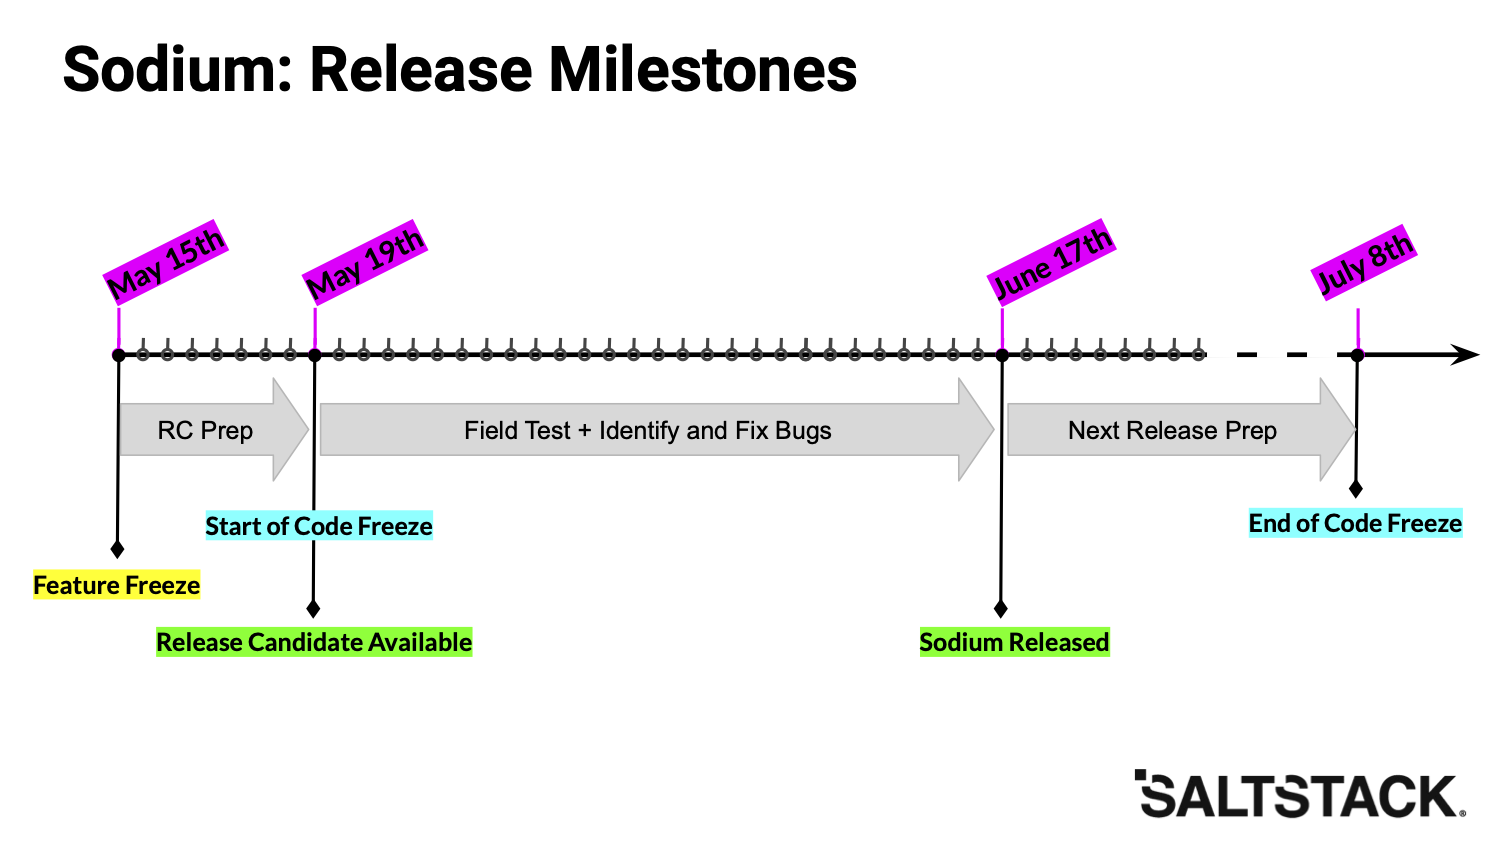 Sodium: Release Milestones
May 15th
May 19th
June 17th
July 8th
RC Prep
Field Test + Identify and Fix Bugs
Next Release Prep
Start of Code Freeze
End of Code Freeze
Feature Freeze
Release Candidate Available
Sodium Released
SALTSTACK®